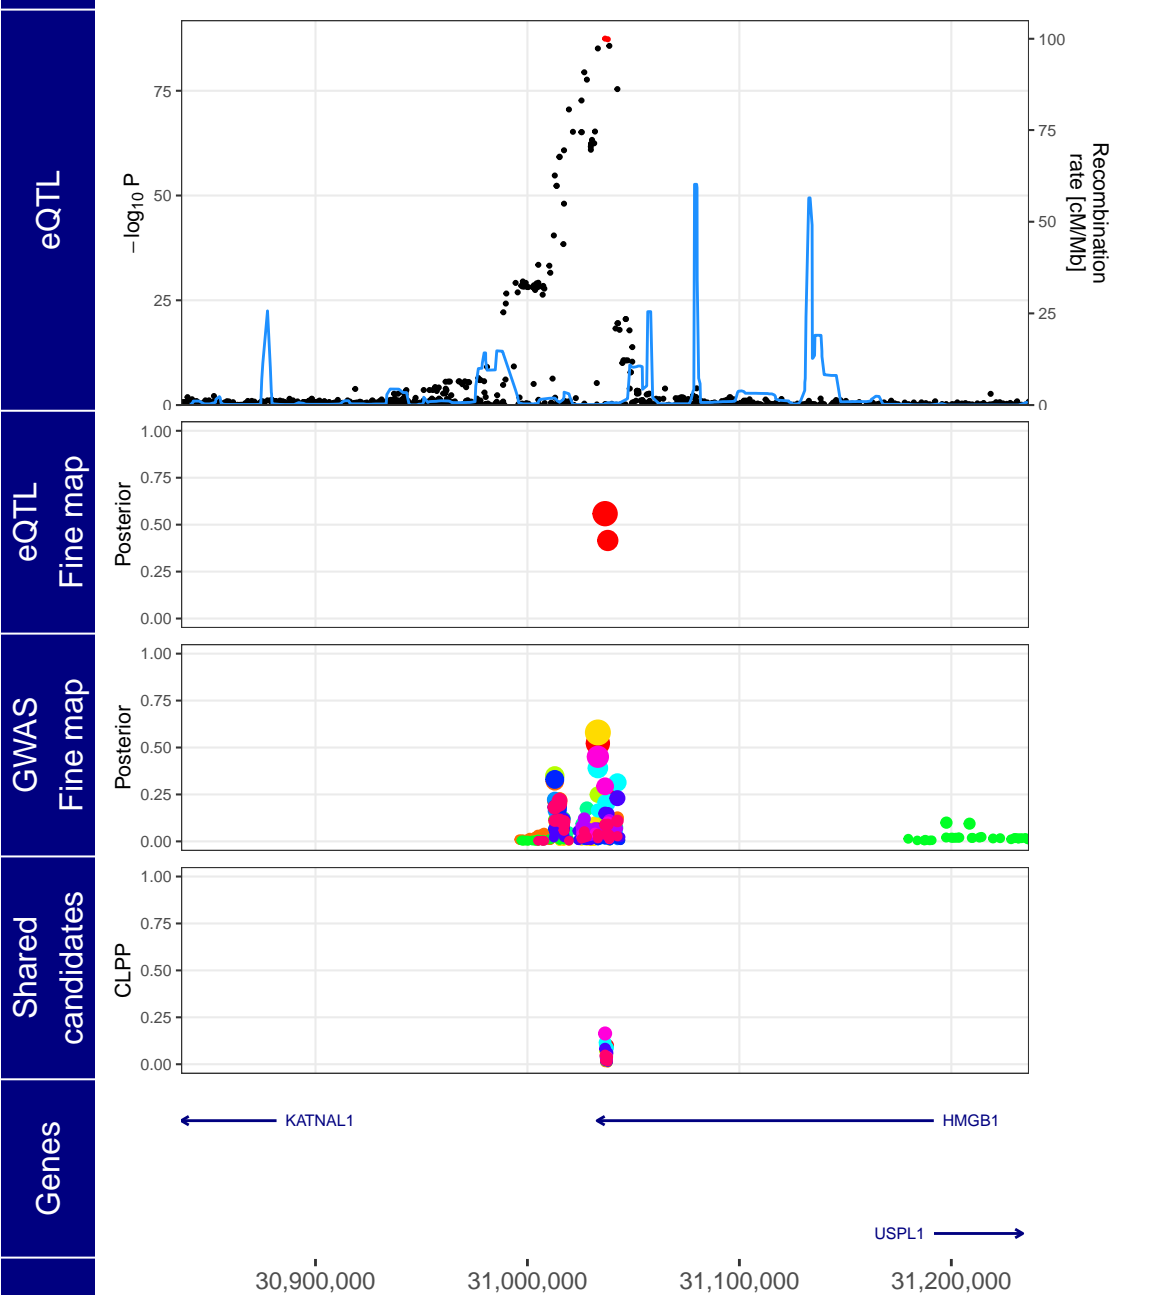 eQTL
−log10 P
75
50
25
0
100
75
50
25
0
Recombination
rate [cM/Mb]
eQTL
Fine map
Posterior
1.00
0.75
0.50
0.25
0.00
GWAS
Fine map
Posterior
1.00
0.75
0.50
0.25
0.00
Shared
candidates
CLPP
1.00
0.75
0.50
0.25
0.00
Genes
KATNAL1
HMGB1
USPL1
30,900,000
31,000,000
31,100,000
31,200,000